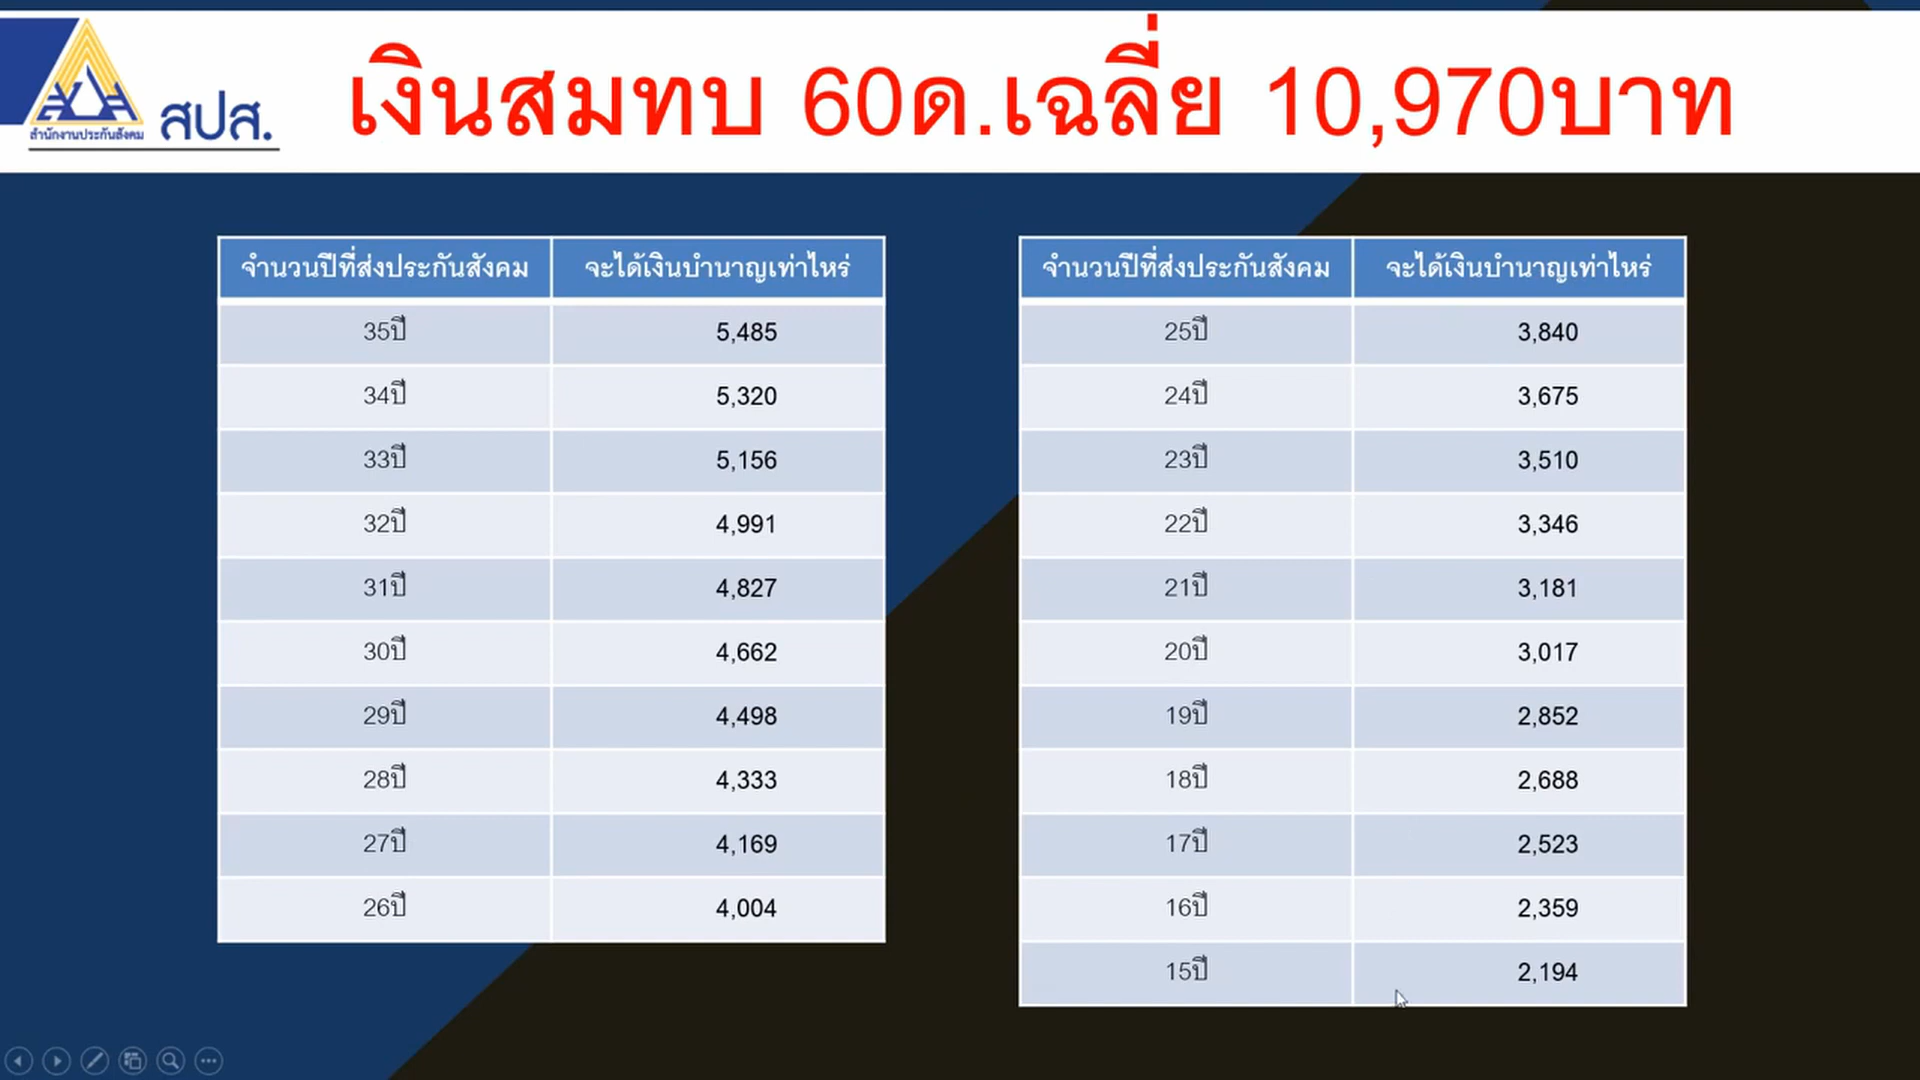 เงินสมทบ 60ด.เฉลี่ย 10,970บาท
สปส.
สำนักงานประกันสังคม
จำนวนปีที่ส่งประกันสังคม จะได้เงินบำนาญเท่าไหร่
35ปี 5,485
34ปี 5,320
33ปี 5,156
32ปี 4,991
31ปี 4,827
30ปี 4,662
29ปี 4,498
28ปี 4,333
27ปี 4,169
26ปี 4,004
จำนวนปีที่ส่งประกันสังคม จะได้เงินบำนาญเท่าไหร่
25ปี 3,840
24ปี 3,675
23ปี 3,510
22ปี 3,346
21ปี 3,181
20ปี 3,017
19ปี 2,852
18ปี 2,688
17ปี 2,523
16ปี 2,359
15ปี 2,194